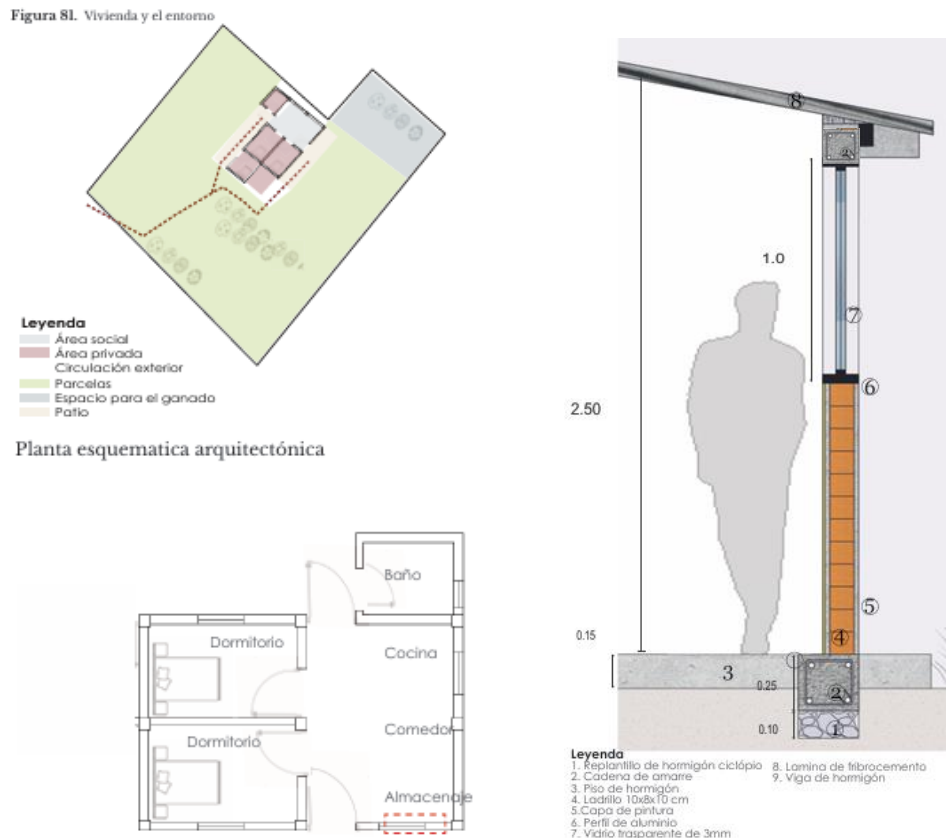 Figura 81. Vivienda y el entorno
Leyenda
Área social
Área privada
Circulación exterior
Parcelas
Espacio para el ganado
Patio
Planta esquematica arquitectónica
Baño
Dormitorio
Cocina
Dormitorio
Comedor
Almacenaje
8
1.0
7
6
2.50
5
0.15
4
1
3
0.25
2
0.10
1
Leyenda
1. Replantillo de hormigón ciclópio
2. Cadena de amarre
3. Piso de hormigón
4. Ladrillo 10x8x10 cm
5.Capa de pintura
6. Perfil de aluminio
7. Vidrio trasparente de 3mm
8. Lamina de fribrocemento
9. Viga de hormigón